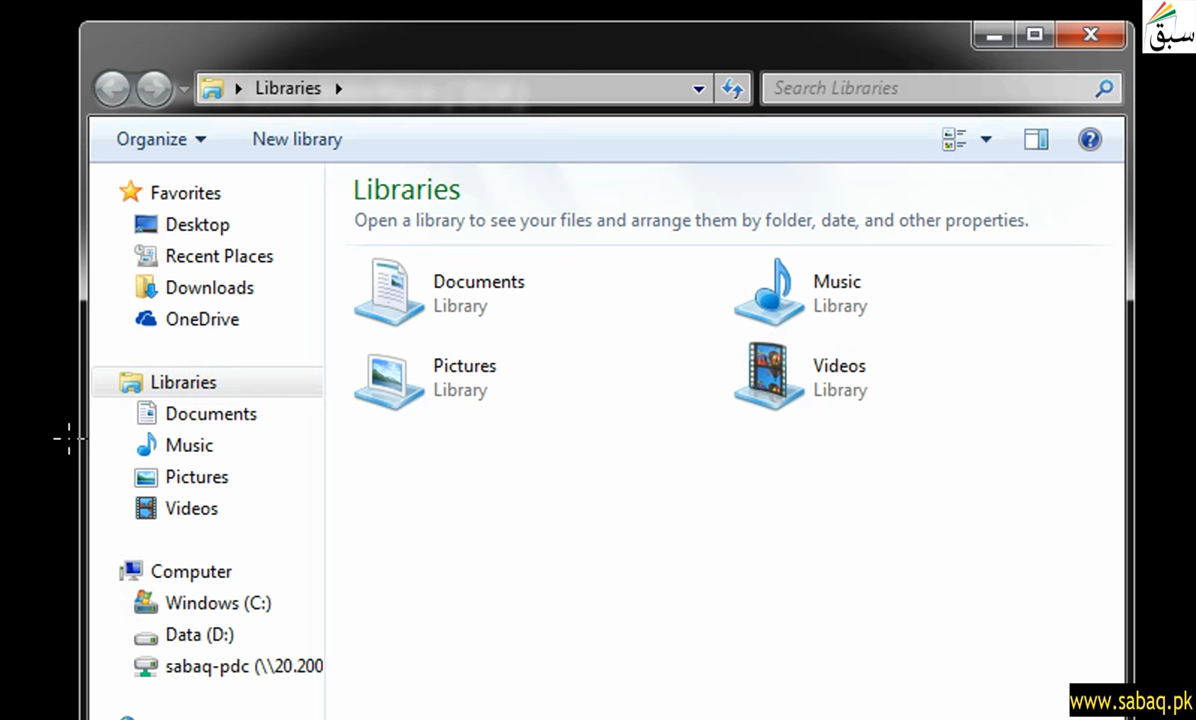 سبق
Libraries
Search Libraries
Organize
New library
Favorites
Desktop
Recent Places
Downloads
OneDrive
Libraries
Documents
Music
Pictures
Videos
Computer
Windows (C:)
Data (D:)
sabaq-pdc (\\20.200
Libraries
Open a library to see your files and arrange them by folder, date, and other properties.
Documents
Library
Music
Library
Pictures
Library
Videos
Library
www.sabaq.pk